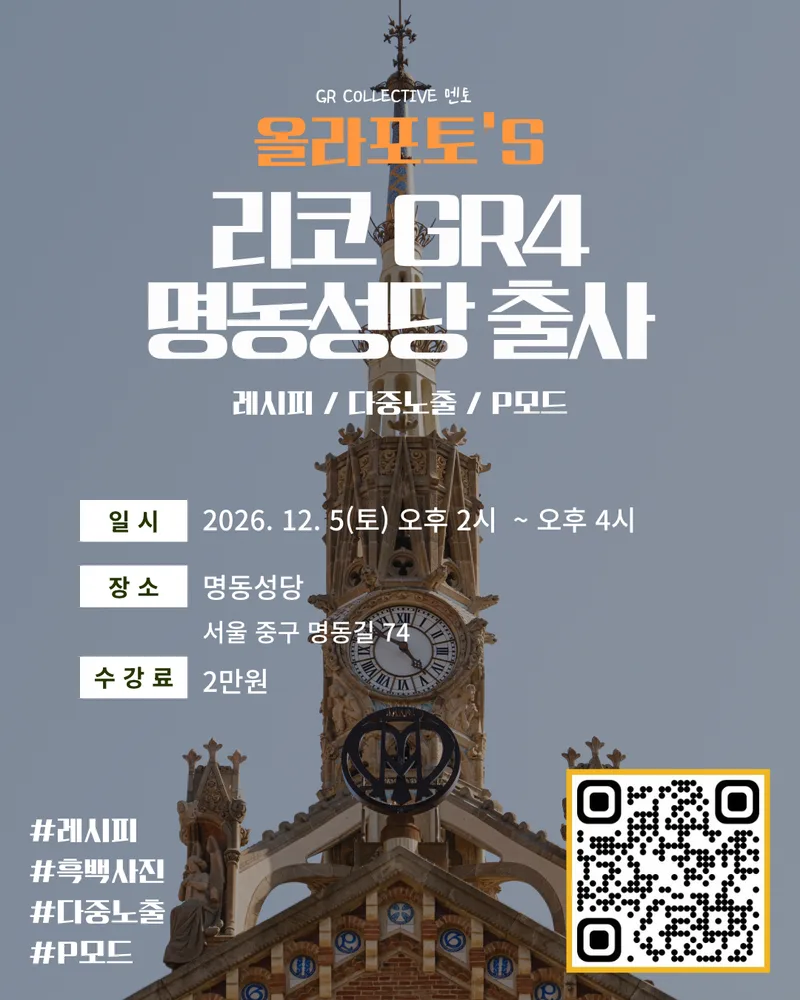 GR COLLECTIVE 멘토
올라포토'S
리코 GR4
명동성당 출사
레시피 / 다중노출 / P모드
일 시 2026. 12. 5(토) 오후 2시 ~ 오후 4시
장 소 명동성당
서울 중구 명동길 74
수 강 료 2만원
#레시피
#흑백사진
#다중노출
#P모드